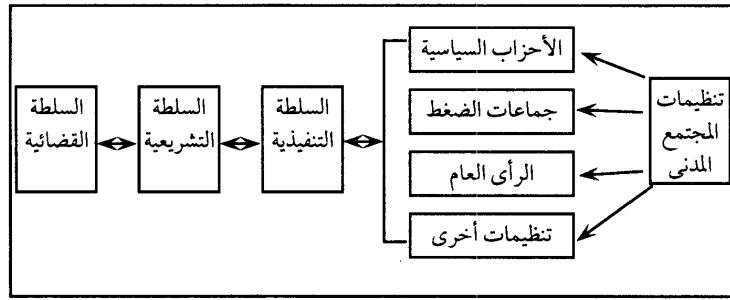 تنظيمات
المجتمع
المدنى
الأحزاب السياسية
جماعات الضغط
الرأى العام
تنظيمات أخرى
السلطة
التنفيذية
السلطة
التشريعية
السلطة
القضائية